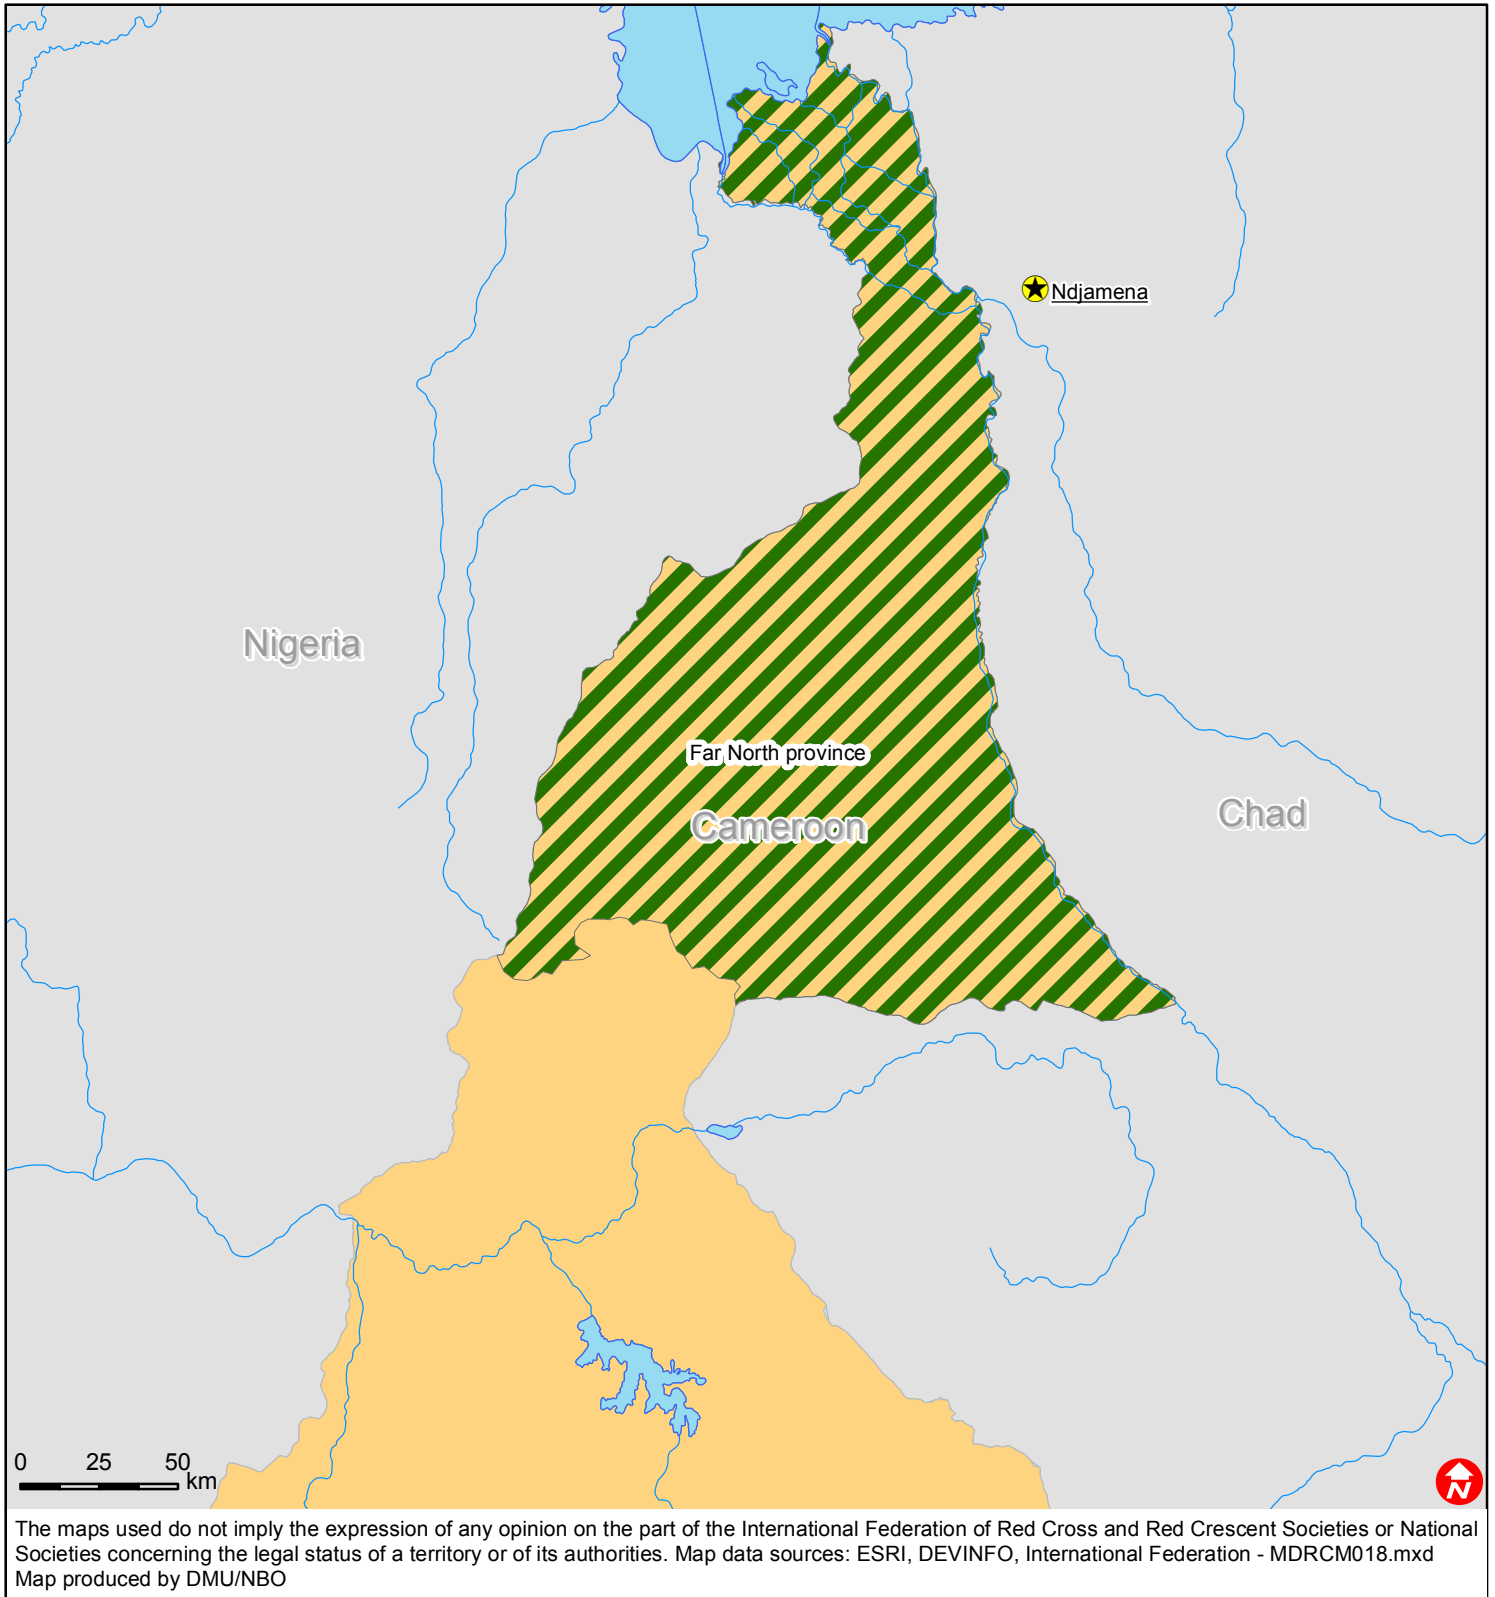 Ndjamena
Nigeria
Far North province
Cameroon
Chad
0 25 50
km
N
The maps used do not imply the expression of any opinion on the part of the International Federation of Red Cross and Red Crescent Societies or National
Societies concerning the legal status of a territory or of its authorities. Map data sources: ESRI, DEVINFO, International Federation - MDRCM018.mxd
Map produced by DMU/NBO